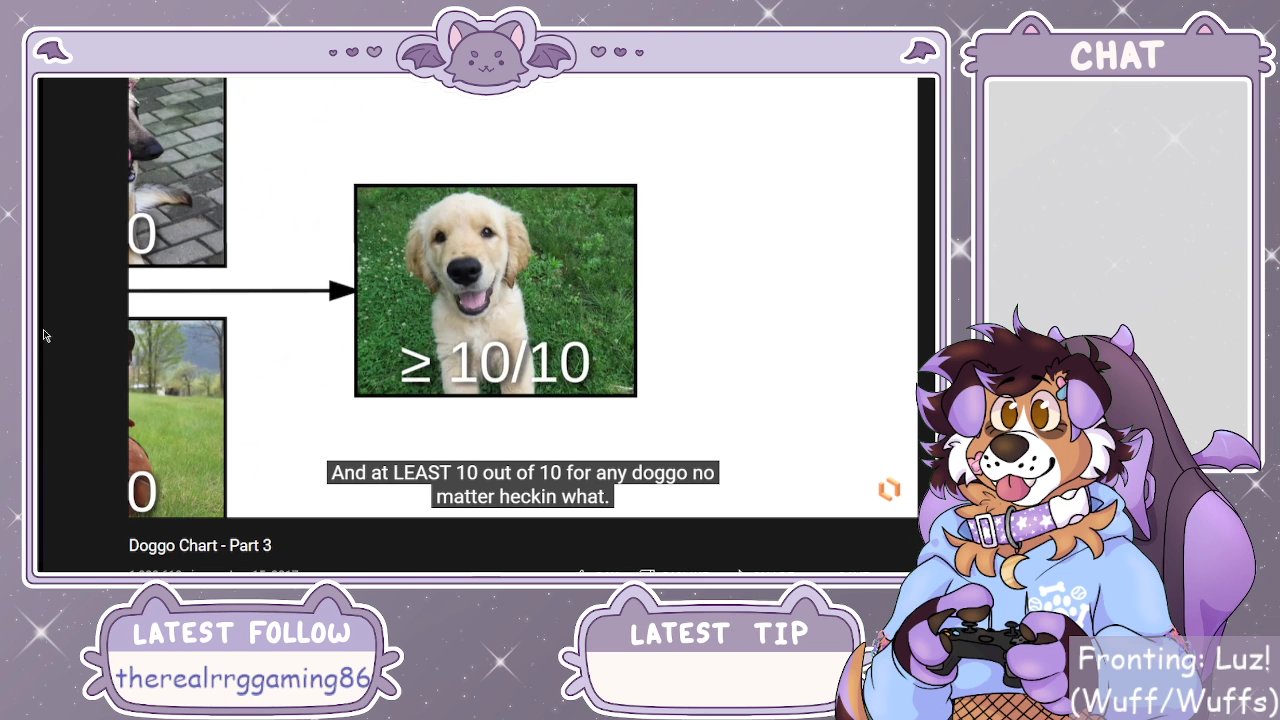 CHAT
0
≥ 10/10
0
And at LEAST 10 out of 10 for any doggo no
matter heckin what.
Doggo Chart - Part 3
LATEST FOLLOW
therealrrggaming86
LATEST TIP
Fronting: Luz!
(Wuff/Wuffs)